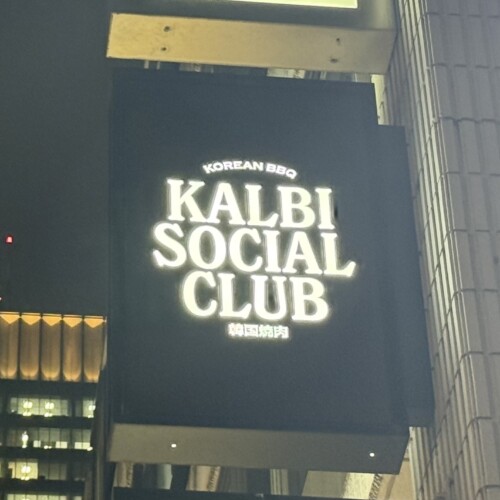 KOREAN BBQ
KALBI
SOCIAL
CLUB
韓国焼肉